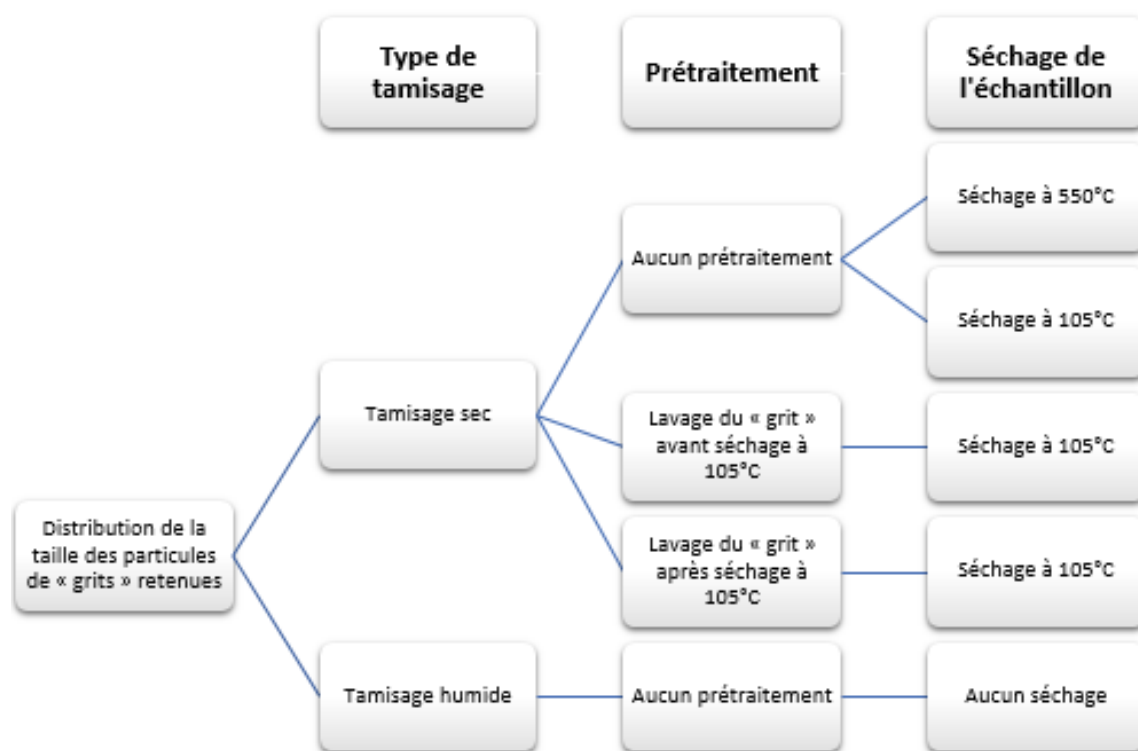 Type de
tamisage
Prétraitement
Séchage de
l'échantillon
Distribution de la
taille des particules
de « grits » retenues
Tamisage sec
Aucun prétraitement
Séchage à 550°C
Séchage à 105°C
Lavage du « grit »
avant séchage à
105°C
Séchage à 105°C
Lavage du « grit »
après séchage à
105°C
Séchage à 105°C
Tamisage humide
Aucun prétraitement
Aucun séchage